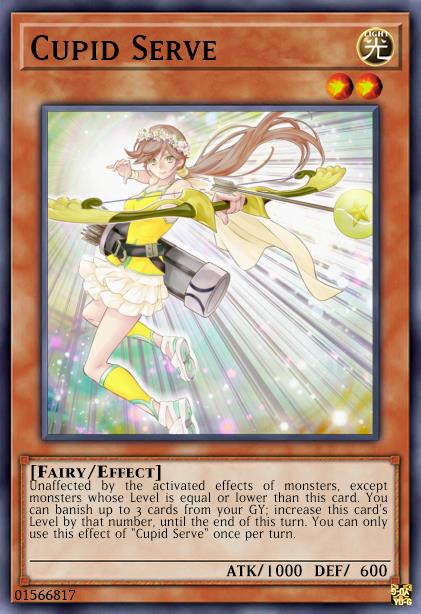 CUPID SERVE
LIGHT
光
[FAIRY/EFFECT]
Unaffected by the activated effects of monsters, except
monsters whose Level is equal or lower than this card. You
can banish up to 3 cards from your GY; increase this card's
Level by that number, until the end of this turn. You can only
use this effect of "Cupid Serve" once per turn.
ATK/1000 DEF/ 600
01566817